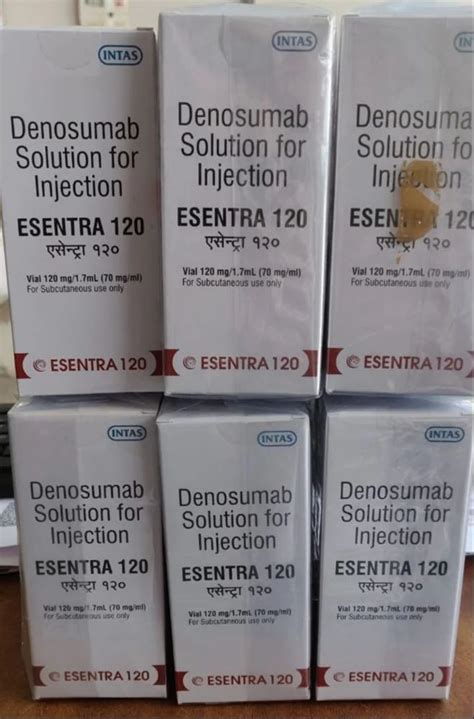 INTAS
Denosumab
Solution for
Injection
ESENTRA 120
एसेन्ट्रा १२०
Vial 120 mg/1.7mL (70 mg/ml)
For Subcutaneous use only
ESENTRA 120
INTAS
Denosumab
Solution for
Injection
ESENTRA 120
एसेन्ट्रा १२०
Vial 120 mg/1.7mL (70 mg/ml)
For Subcutaneous use only
ESENTRA 120
IN
Denosuma
Solution fo
Injection
ESENTRA 120
एसेन्ट्रा १२०
Vial 120 mg/1.7mL (70 mg/ml)
For Subcutaneous use only
ESENTRA 120
INTAS
Denosumab
Solution for
Injection
ESENTRA 120
एसेन्ट्रा १२०
Vial 120 mg/1.7mL (70 mg/ml)
For Subcutaneous use only
ESENTRA 120
INTAS
Denosumab
Solution for
Injection
ESENTRA 120
एसेन्ट्रा १२०
Vial 120 mg/1.7mL (70 mg/ml)
For Subcutaneous use only
ESENTRA 120
INTAS
Denosumab
Solution for
Injection
ESENTRA 120
एसेन्ट्रा १२०
Vial 120 mg/1.7mL (70 mg/ml)
For Subcutaneous use only
ESENTRA 120